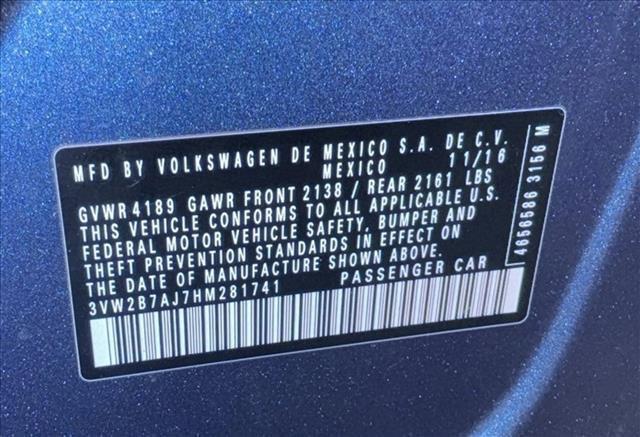 MFD BY VOLKSWAGEN DE MEXICO S.A. DE C.V.
MEXICO 11/16
GVWR 4189 GAWR FRONT 2138 / REAR 2161 LBS
THIS VEHICLE CONFORMS TO ALL APPLICABLE U.S.
FEDERAL MOTOR VEHICLE SAFETY, BUMPER AND
THEFT PREVENTION STANDARDS IN EFFECT ON
THE DATE OF MANUFACTURE SHOWN ABOVE.
3VW2B7AJ7HM281741 PASSENGER CAR
4656586 3156 M